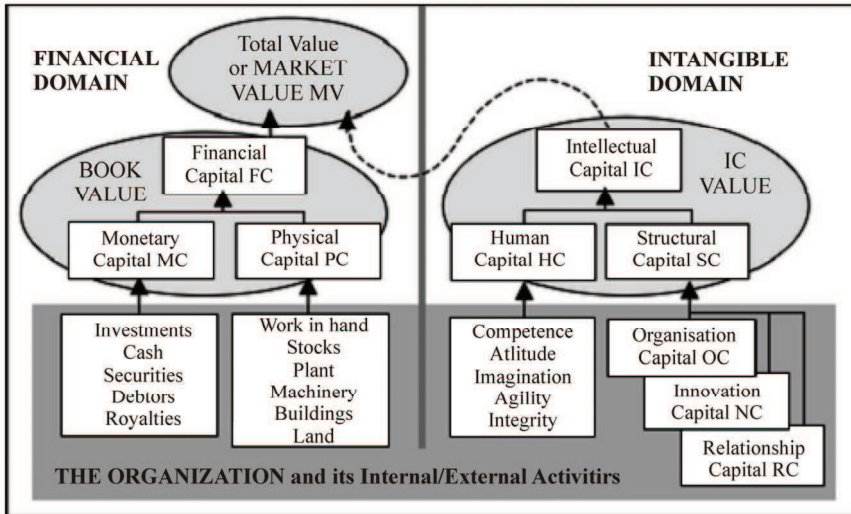 FINANCIAL
DOMAIN
Total Value
or MARKET
VALUE MV
INTANGIBLE
DOMAIN
BOOK
VALUE
Financial
Capital FC
Intellectual
Capital IC
IC
VALUE
Monetary
Capital MC
Physical
Capital PC
Human
Capital HC
Structural
Capital SC
Investments
Cash
Securities
Debtors
Royalties
Work in hand
Stocks
Plant
Machinery
Buildings
Land
Competence
Atlitude
Imagination
Agility
Integrity
Organisation
Capital OC
Innovation
Capital NC
Relationship
Capital RC
THE ORGANIZATION and its Internal/External Activitirs